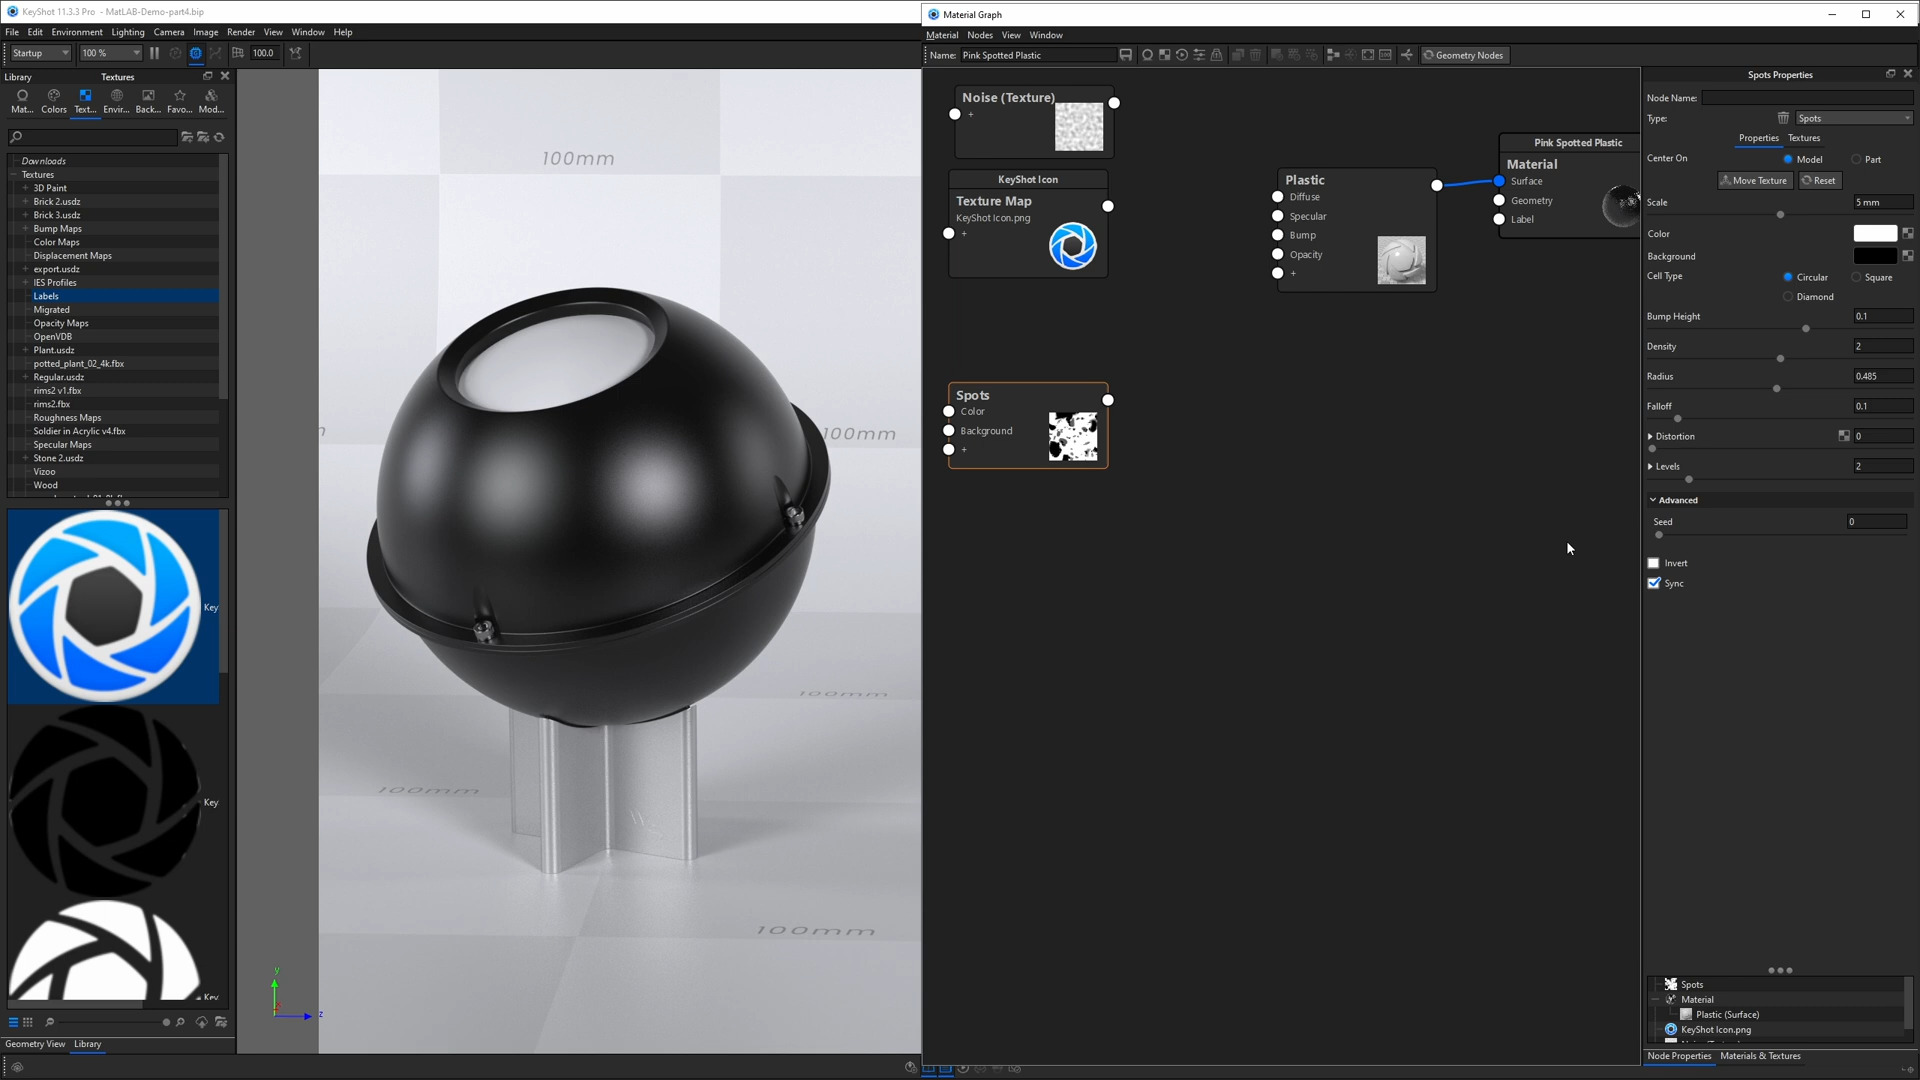 KeyShot 11.3.3 Pro - MatLAB-Demo-part4.bip
File Edit Environment Lighting Camera Image Render View Window Help
Startup 100 % 100.0
Library Textures
Mat... Colors Text... Envir... Back... Favo... Mod...
Downloads
Textures
3D Paint
Brick 2.usdz
Brick 3.usdz
Bump Maps
Color Maps
Displacement Maps
export.usdz
IES Profiles
Labels
Migrated
Opacity Maps
OpenVDB
Plant.usdz
potted_plant_02_4k.fbx
Regular.usdz
rims2 v1.fbx
rims2.fbx
Roughness Maps
Soldier in Acrylic v4.fbx
Specular Maps
Stone 2.usdz
Vizoo
Wood
Key
Key
Key
Geometry View Library
100mm
100mm
100mm
100mm
100mm
y
z
Material Graph
Material Nodes View Window
Name: Pink Spotted Plastic Geometry Nodes
Noise (Texture)
+
KeyShot Icon
Texture Map
KeyShot Icon.png
+
Spots
Color
Background
+
Plastic
Diffuse
Specular
Bump
Opacity
+
Pink Spotted Plastic
Material
Surface
Geometry
Label
Spots Properties
Node Name:
Type: Spots
Properties Textures
Center On Model Part
Move Texture Reset
Scale 5 mm
Color
Background
Cell Type Circular Square
Diamond
Bump Height 0.1
Density 2
Radius 0.485
Falloff 0.1
Distortion 0
Levels 2
Advanced
Seed 0
Invert
Sync
Spots
Material
Plastic (Surface)
KeyShot Icon.png
Node Properties Materials & Textures